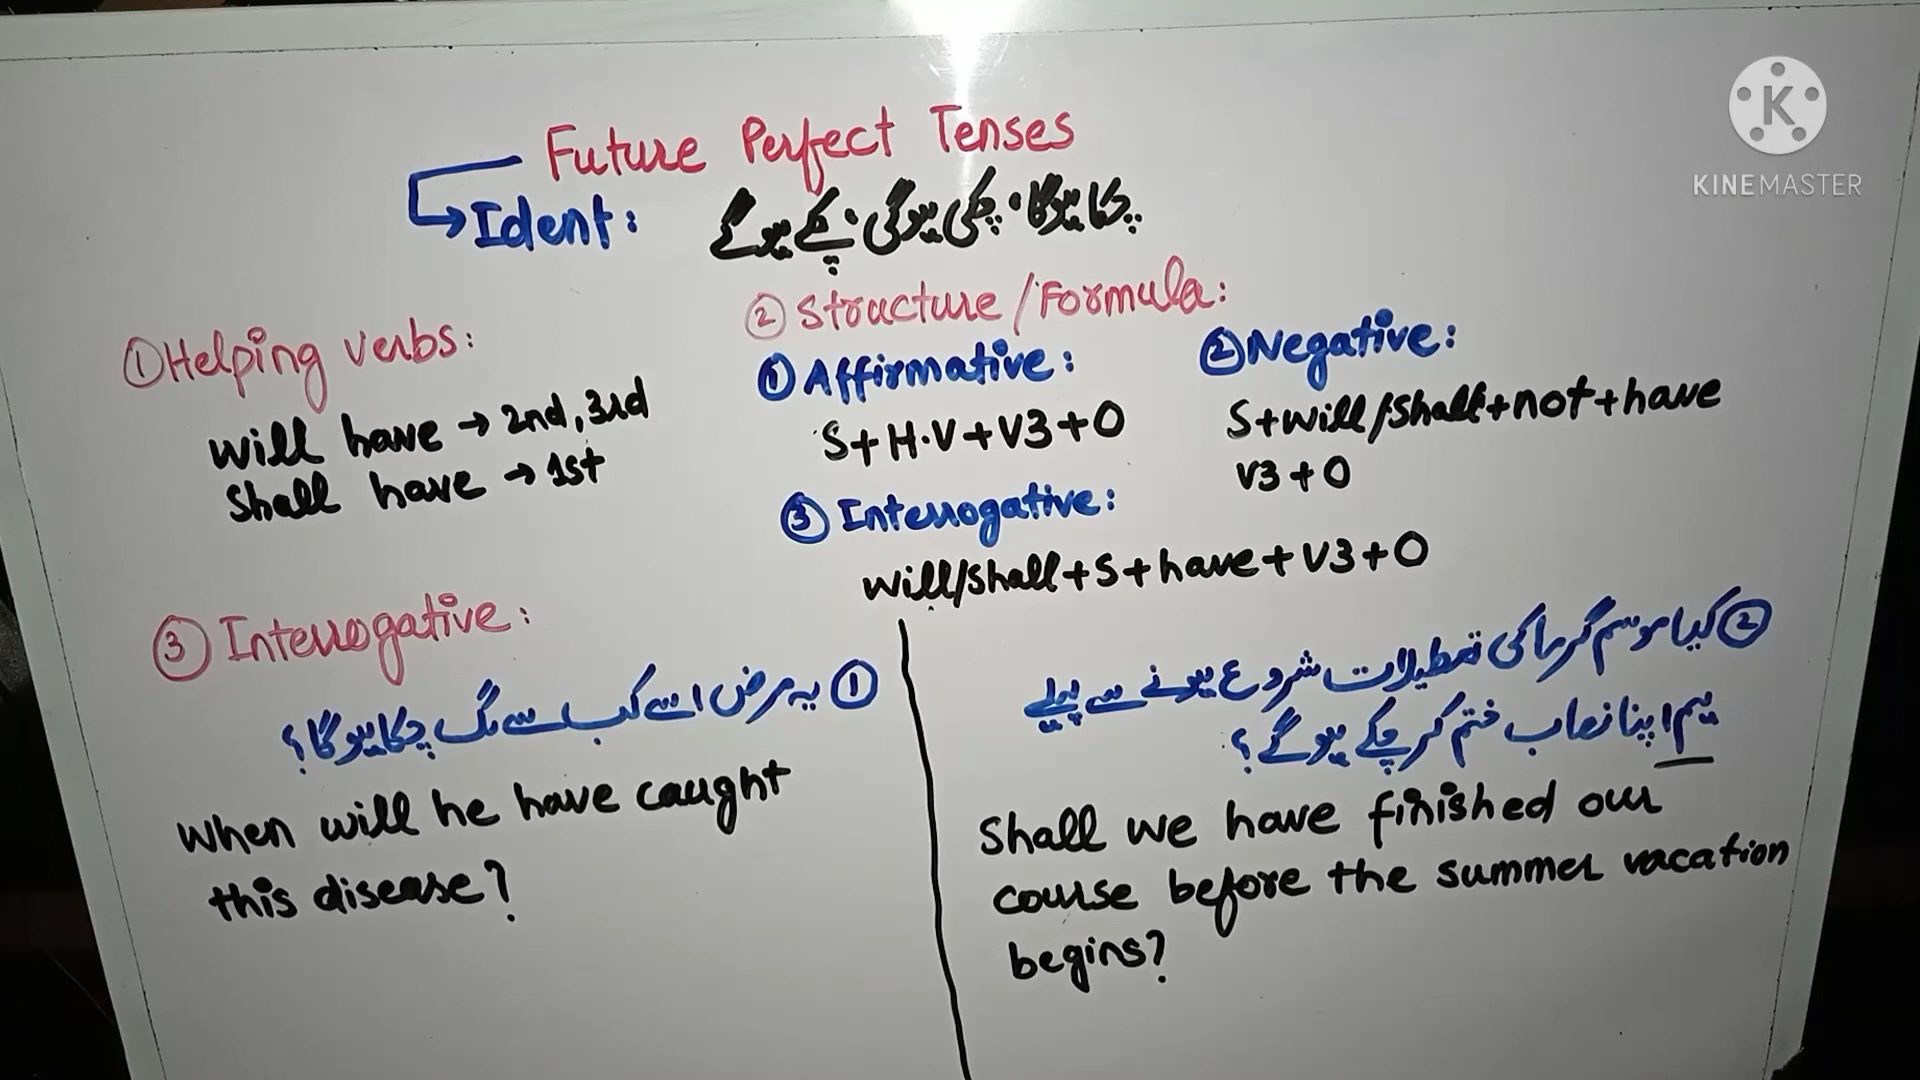 KINEMASTER
Future Perfect Tenses
Ident: چکا ہوگا، چکی ہوگی، چکے ہوگے
① Helping verbs:
will have → 2nd, 3rd
Shall have → 1st
② Structure/Formula:
① Affirmative:
S+H.V+V3+O
② Negative:
S+will/Shall+not+have
V3+O
③ Interrogative:
will/shall+S+have+V3+O
③ Interrogative:
① یہ مرض اسے کب سے لگ چکا ہوگا؟
When will he have caught
this disease?
② کیا موسم گرما کی تعطیلات شروع ہونے سے پہلے
ہم اپنا نصاب ختم کر چکے ہوگے؟
Shall we have finished our
course before the summer vacation
begins?